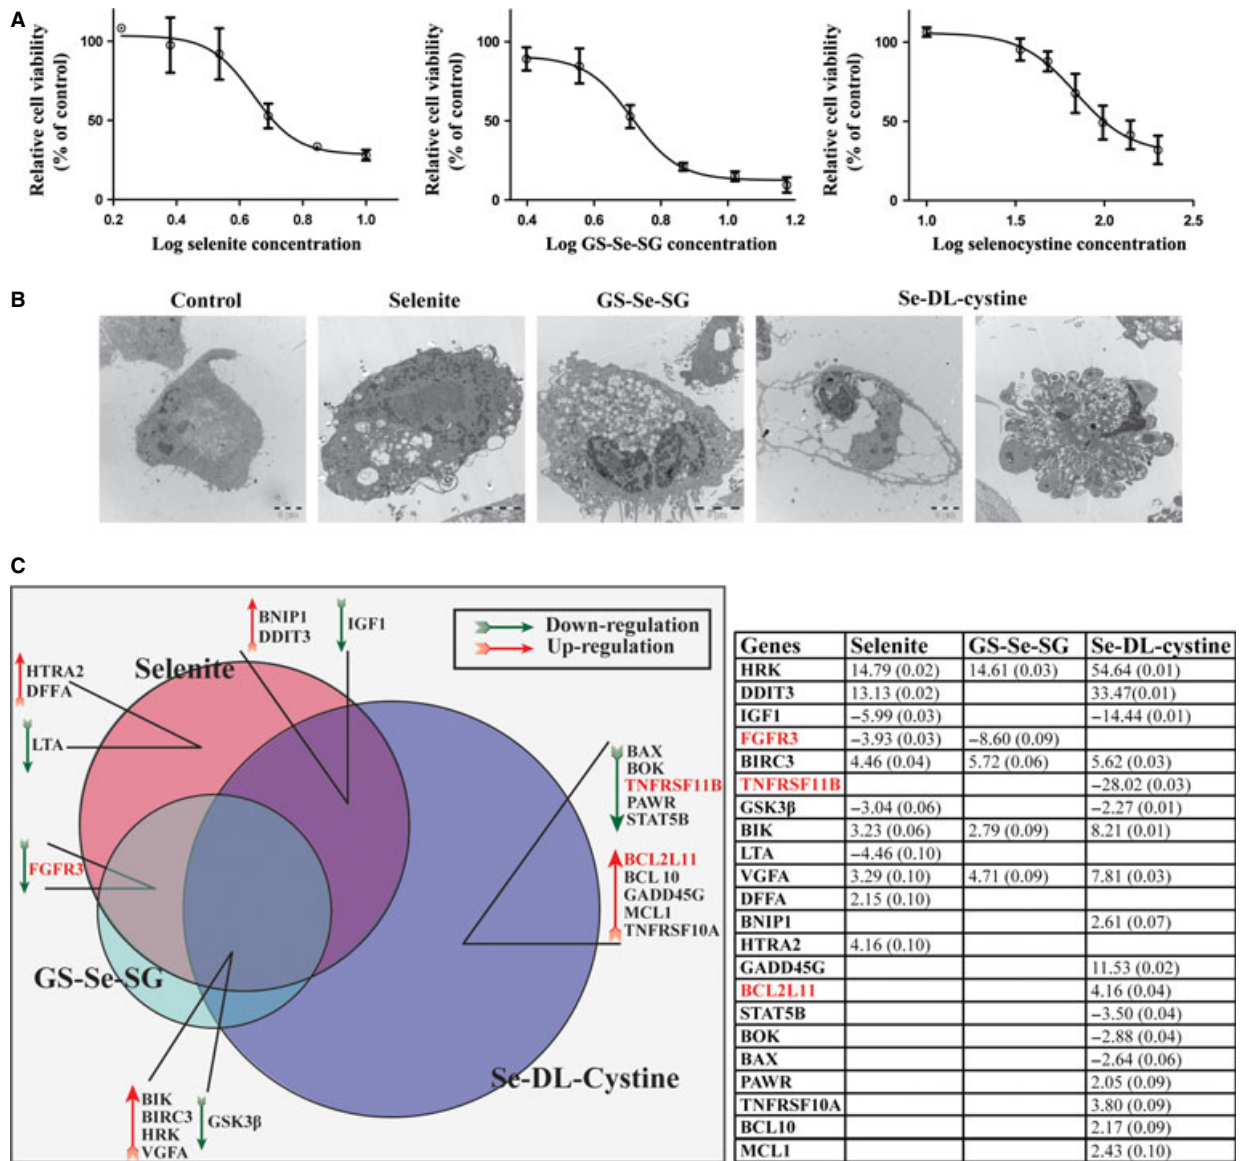 A
Relative cell viability
(% of control)
100
50
0
0.2 0.4 0.6 0.8 1.0
Log selenite concentration
Relative cell viability
(% of control)
100
50
0
0.4 0.6 0.8 1.0 1.2
Log GS-Se-SG concentration
Relative cell viability
(% of control)
100
50
0
1.0 1.5 2.0 2.5
Log selenocystine concentration
B
Control Selenite GS-Se-SG Se-DL-cystine
C
Down-regulation
Up-regulation
BNIP1
DDIT3
IGF1
Selenite
HTRA2
DFFA
LTA
FGFR3
GS-Se-SG
BAX
BOK
TNFRSF11B
PAWR
STAT5B
BCL2L11
BCL 10
GADD45G
MCL1
TNFRSF10A
Se-DL-Cystine
BIK
BIRC3
HRK
VGFA
GSK3β
Genes Selenite GS-Se-SG Se-DL-cystine
HRK 14.79 (0.02) 14.61 (0.03) 54.64 (0.01)
DDIT3 13.13 (0.02) 33.47(0.01)
IGF1 −5.99 (0.03) −14.44 (0.01)
FGFR3 −3.93 (0.03) −8.60 (0.09)
BIRC3 4.46 (0.04) 5.72 (0.06) 5.62 (0.03)
TNFRSF11B −28.02 (0.03)
GSK3β −3.04 (0.06) −2.27 (0.01)
BIK 3.23 (0.06) 2.79 (0.09) 8.21 (0.01)
LTA −4.46 (0.10)
VGFA 3.29 (0.10) 4.71 (0.09) 7.81 (0.03)
DFFA 2.15 (0.10)
BNIP1 2.61 (0.07)
HTRA2 4.16 (0.10)
GADD45G 11.53 (0.02)
BCL2L11 4.16 (0.04)
STAT5B −3.50 (0.04)
BOK −2.88 (0.04)
BAX −2.64 (0.06)
PAWR 2.05 (0.09)
TNFRSF10A 3.80 (0.09)
BCL10 2.17 (0.09)
MCL1 2.43 (0.10)